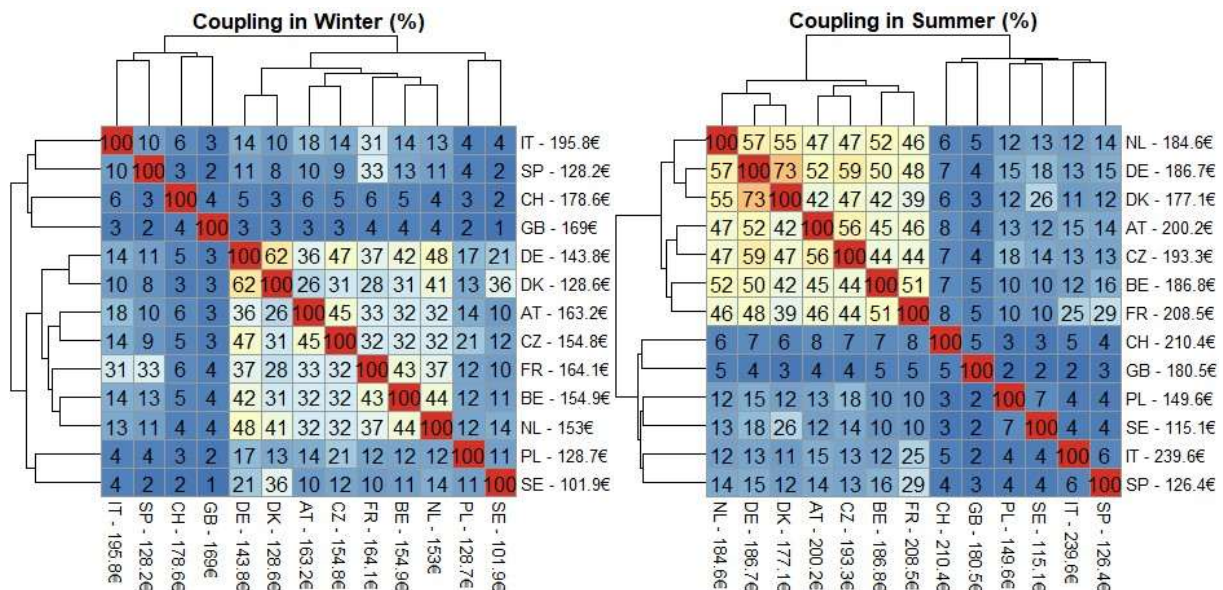 Coupling in Winter (%)
100 10 6 3 14 10 18 14 31 14 13 4 4 IT - 195.8€
10 100 3 2 11 8 10 9 33 13 11 4 2 SP - 128.2€
6 3 100 4 5 3 6 5 6 5 4 3 2 CH - 178.6€
3 2 4 100 3 3 3 3 4 4 4 2 1 GB - 169€
14 11 5 3 100 62 36 47 37 42 48 17 21 DE - 143.8€
10 8 3 3 62 100 26 31 28 31 41 13 36 DK - 128.6€
18 10 6 3 36 26 100 45 33 32 32 14 10 AT - 163.2€
14 9 5 3 47 31 45 100 32 32 32 21 12 CZ - 154.8€
31 33 6 4 37 28 33 32 100 43 37 12 10 FR - 164.1€
14 13 5 4 42 31 32 32 43 100 44 12 11 BE - 154.9€
13 11 4 4 48 41 32 32 37 44 100 12 14 NL - 153€
4 4 3 2 17 13 14 21 12 12 12 100 11 PL - 128.7€
4 2 2 1 21 36 10 12 10 11 14 11 100 SE - 101.9€
IT - 195.8€
SP - 128.2€
CH - 178.6€
GB - 169€
DE - 143.8€
DK - 128.6€
AT - 163.2€
CZ - 154.8€
FR - 164.1€
BE - 154.9€
NL - 153€
PL - 128.7€
SE - 101.9€
Coupling in Summer (%)
100 57 55 47 47 52 46 6 5 12 13 12 14 NL - 184.6€
57 100 73 52 59 50 48 7 4 15 18 13 15 DE - 186.7€
55 73 100 42 47 42 39 6 3 12 26 11 12 DK - 177.1€
47 52 42 100 56 45 46 8 4 13 12 15 14 AT - 200.2€
47 59 47 56 100 44 44 7 4 18 14 13 13 CZ - 193.3€
52 50 42 45 44 100 51 7 5 10 10 12 16 BE - 186.8€
46 48 39 46 44 51 100 8 5 10 10 25 29 FR - 208.5€
6 7 6 8 7 7 8 100 5 3 3 5 4 CH - 210.4€
5 4 3 4 4 5 5 5 100 2 2 2 3 GB - 180.5€
12 15 12 13 18 10 10 3 2 100 7 4 4 PL - 149.6€
13 18 26 12 14 10 10 3 2 7 100 4 4 SE - 115.1€
12 13 11 15 13 12 25 5 2 4 4 100 6 IT - 239.6€
14 15 12 14 13 16 29 4 3 4 4 6 100 SP - 126.4€
NL - 184.6€
DE - 186.7€
DK - 177.1€
AT - 200.2€
CZ - 193.3€
BE - 186.8€
FR - 208.5€
CH - 210.4€
GB - 180.5€
PL - 149.6€
SE - 115.1€
IT - 239.6€
SP - 126.4€